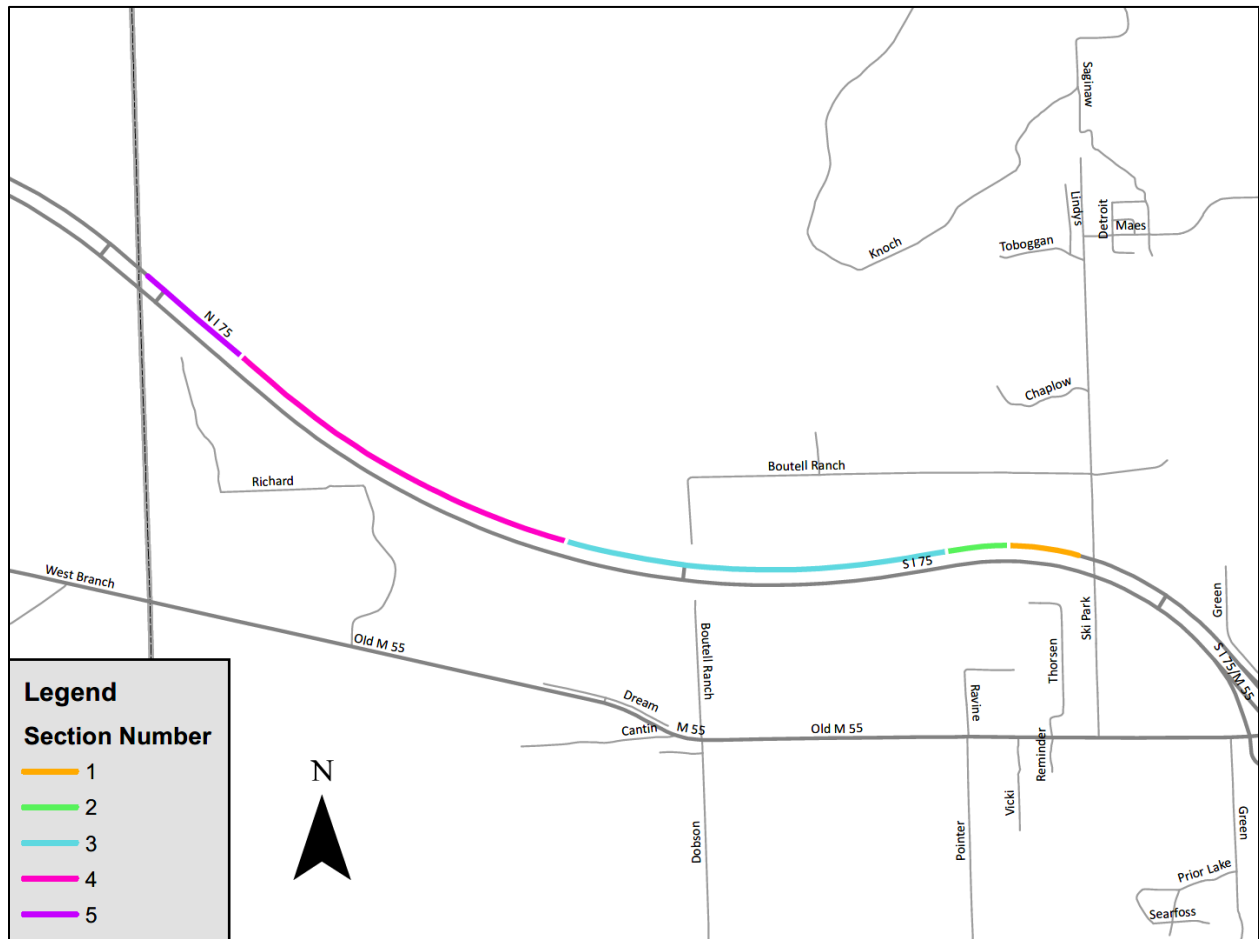 Saginaw
Lindys
Detroit
Maes
Knoch
Toboggan
N I 75
Chaplow
Boutell Ranch
Richard
S I 75
West Branch
Ski Park
Green
Old M 55
Boutell Ranch
Thorsen
S I 75/M 55
Dream
Ravine
Cantin
M 55
Old M 55
Reminder
Vicki
Dobson
Pointer
Green
Prior Lake
Searfoss
N
Legend
Section Number
1
2
3
4
5